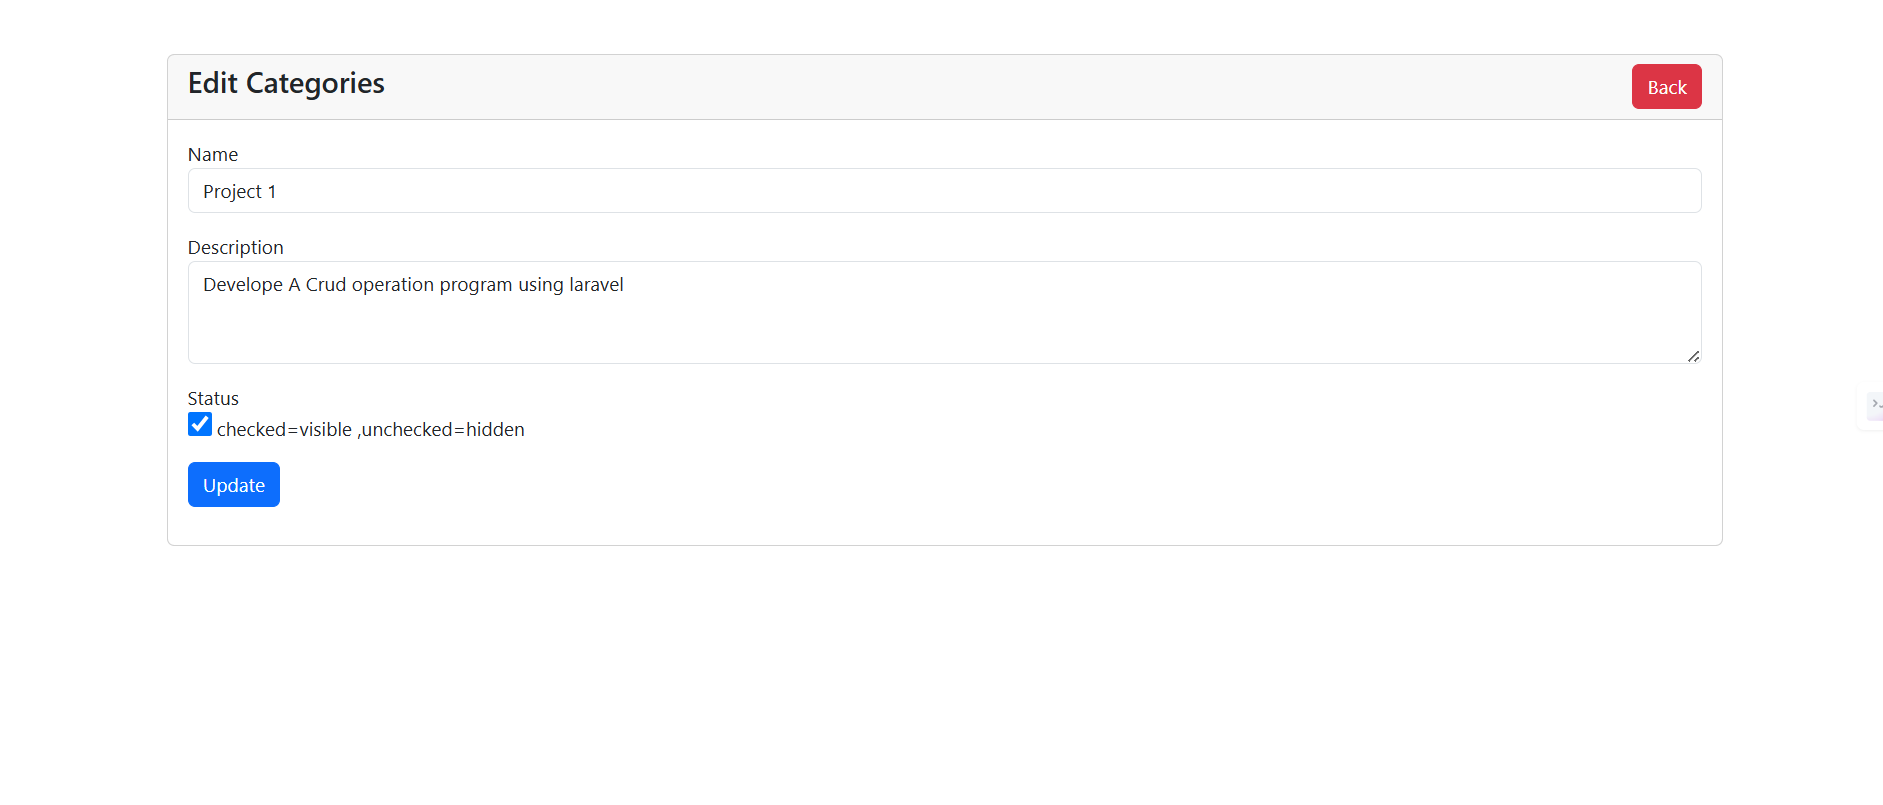 Edit Categories
Back
Name
Project 1
Description
Develope A Crud operation program using laravel
Status
checked=visible ,unchecked=hidden
Update